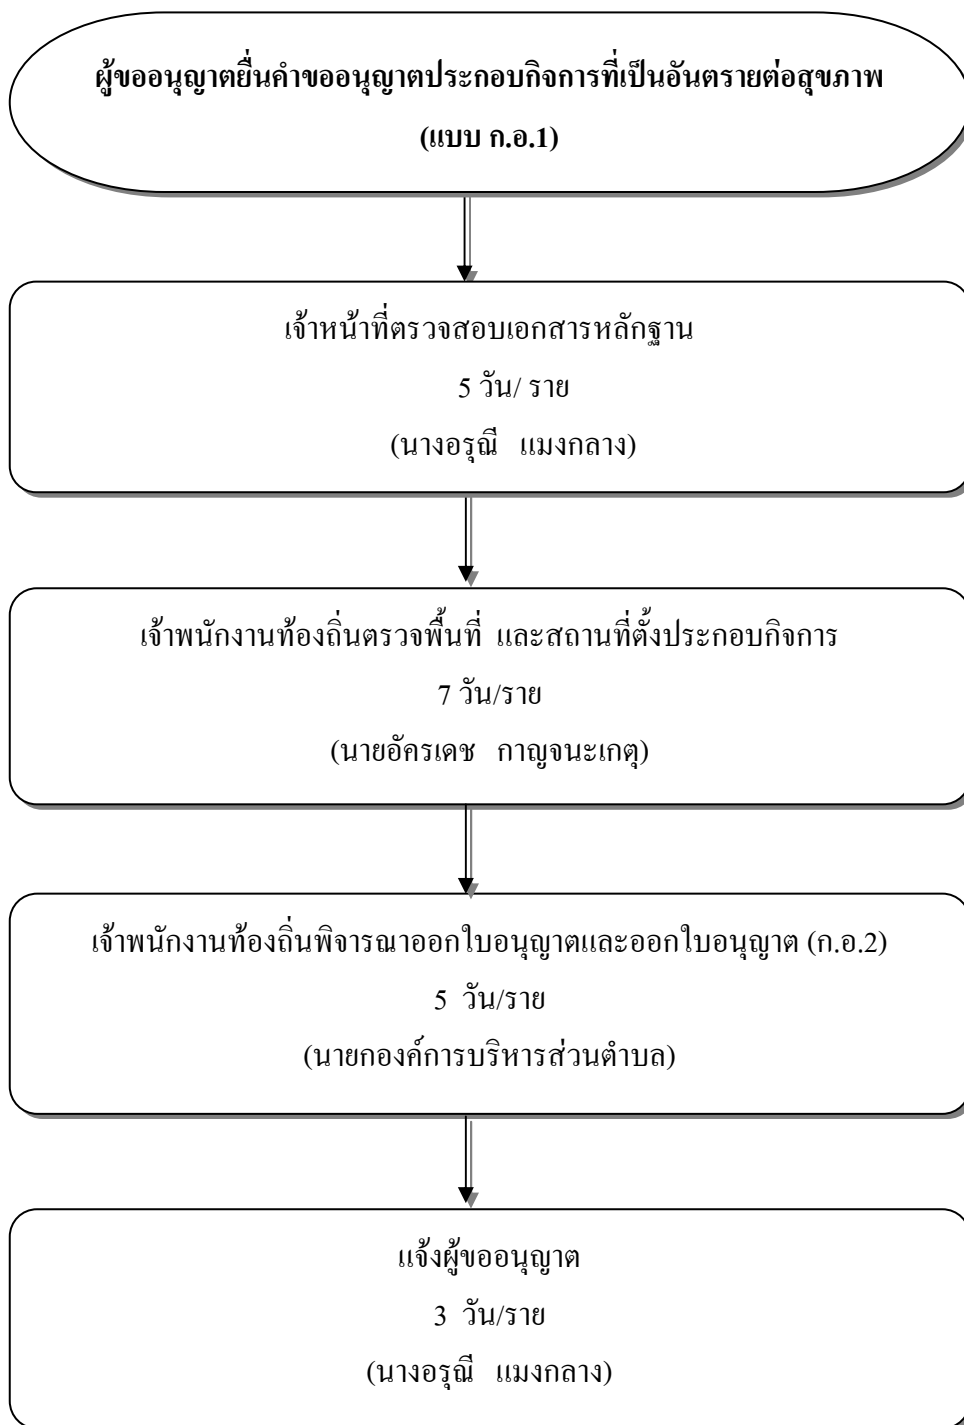 ผู้ขออนุญาตยื่นคำขออนุญาตประกอบกิจการที่เป็นอันตรายต่อสุขภาพ
(แบบ ก.อ.1)
เจ้าหน้าที่ตรวจสอบเอกสารหลักฐาน
5 วัน/ ราย
(นางอรุณี แมงกลาง)
เจ้าพนักงานท้องถิ่นตรวจพื้นที่ และสถานที่ตั้งประกอบกิจการ
7 วัน/ราย
(นายอัครเดช กาญจนะเกตุ)
เจ้าพนักงานท้องถิ่นพิจารณาออกใบอนุญาตและออกใบอนุญาต (ก.อ.2)
5 วัน/ราย
(นายกองค์การบริหารส่วนตำบล)
แจ้งผู้ขออนุญาต
3 วัน/ราย
(นางอรุณี แมงกลาง)